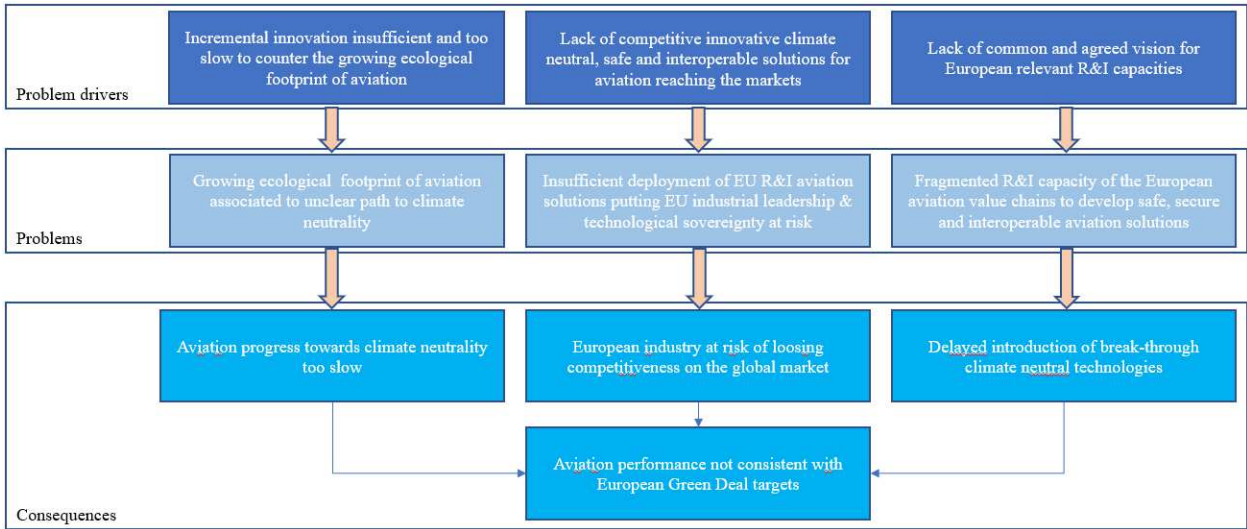 Incremental innovation insufficient and too
slow to counter the growing ecological
footprint of aviation
Lack of competitive innovative climate
neutral, safe and interoperable solutions for
aviation reaching the markets
Lack of common and agreed vision for
European relevant R&I capacities
Problem drivers
Growing ecological footprint of aviation
associated to unclear path to climate
neutrality
Insufficient deployment of EU R&I aviation
solutions putting EU industrial leadership &
technological sovereignty at risk
Fragmented R&I capacity of the European
aviation value chains to develop safe, secure
and interoperable aviation solutions
Problems
Aviation progress towards climate neutrality
too slow
European industry at risk of loosing
competitiveness on the global market
Delayed introduction of break-through
climate neutral technologies
Aviation performance not consistent with
European Green Deal targets
Consequences